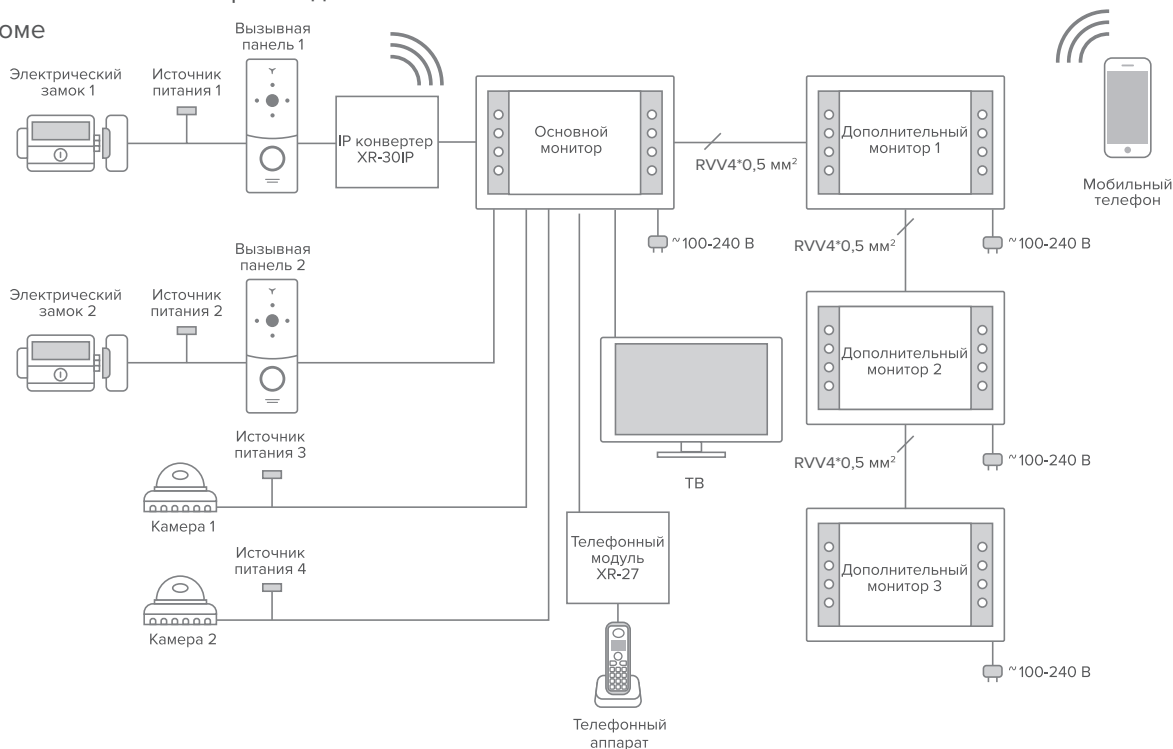 оме
Вызывная
панель 1
Электрический
замок 1
Источник
питания 1
IP конвертер
XR-30IP
Основной
монитор
RVV4*0,5 мм²
Дополнительный
монитор 1
Мобильный
телефон
~100-240 В
RVV4*0,5 мм²
~100-240 В
Вызывная
панель 2
Электрический
замок 2
Источник
питания 2
Дополнительный
монитор 2
Источник
питания 3
RVV4*0,5 мм²
~100-240 В
ТВ
Камера 1
Источник
питания 4
Телефонный
модуль
XR-27
Дополнительный
монитор 3
Камера 2
~100-240 В
Телефонный
аппарат